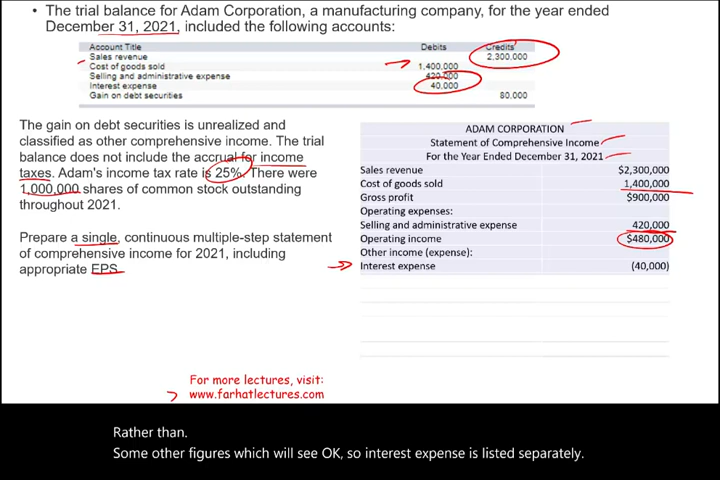 • The trial balance for Adam Corporation, a manufacturing company, for the year ended
December 31, 2021, included the following accounts:
Account Title Debits Credits
Sales revenue 2,300,000
Cost of goods sold 1,400,000
Selling and administrative expense 420,000
Interest expense 40,000
Gain on debt securities 80,000
The gain on debt securities is unrealized and
classified as other comprehensive income. The trial
balance does not include the accrual for income
taxes. Adam's income tax rate is 25%. There were
1,000,000 shares of common stock outstanding
throughout 2021.
Prepare a single, continuous multiple-step statement
of comprehensive income for 2021, including
appropriate EPS.
ADAM CORPORATION
Statement of Comprehensive Income
For the Year Ended December 31, 2021
Sales revenue $2,300,000
Cost of goods sold 1,400,000
Gross profit $900,000
Operating expenses:
Selling and administrative expense 420,000
Operating income $480,000
Other income (expense):
Interest expense (40,000)
For more lectures, visit:
www.farhatlectures.com
Rather than.
Some other figures which will see OK, so interest expense is listed separately.